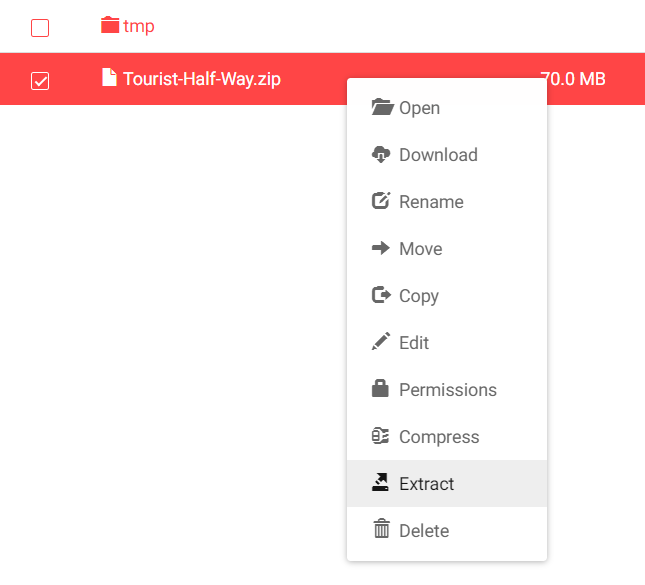 tmp
Tourist-Half-Way.zip 70.0 MB
Open
Download
Rename
Move
Copy
Edit
Permissions
Compress
Extract
Delete